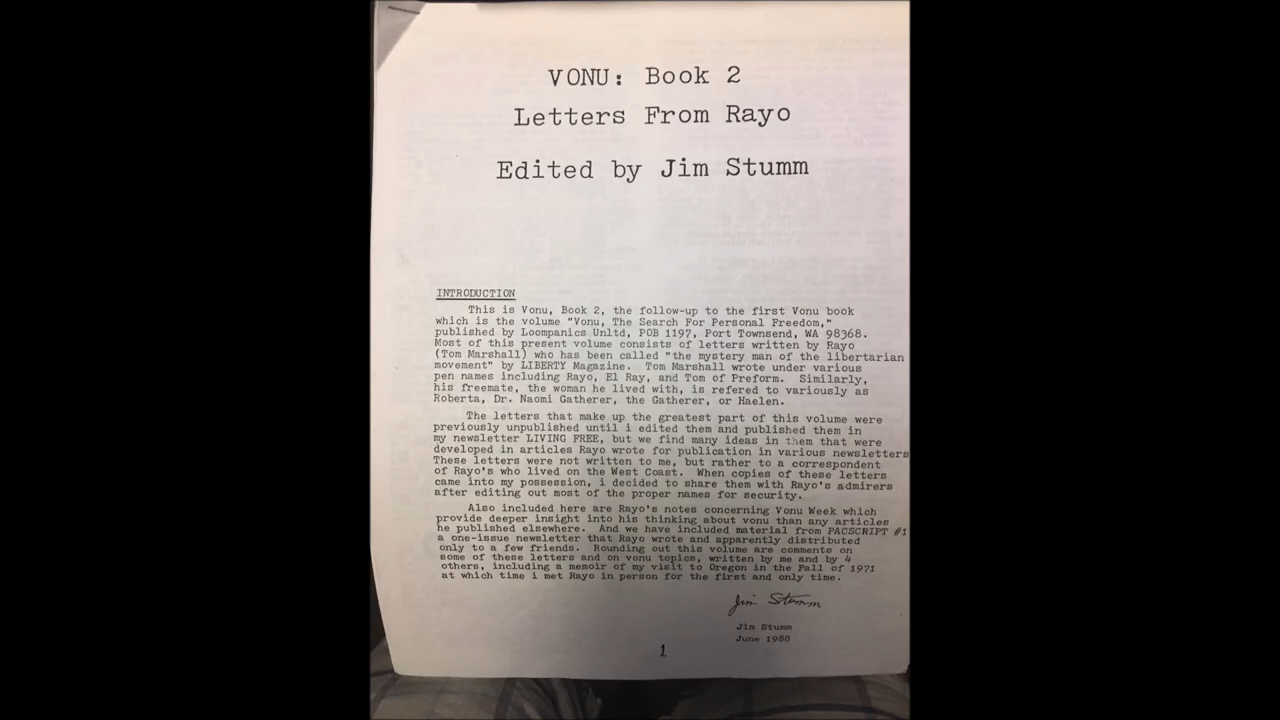 VONU: Book 2
Letters From Rayo
Edited by Jim Stumm
INTRODUCTION
This is Vonu, Book 2, the follow-up to the first Vonu book
which is the volume "Vonu, The Search For Personal Freedom,"
published by Loompanics Unltd, POB 1197, Port Townsend, WA 98368.
Most of this present volume consists of letters written by Rayo
(Tom Marshall) who has been called "the mystery man of the libertarian
movement" by LIBERTY Magazine. Tom Marshall wrote under various
pen names including Rayo, El Ray, and Tom of Preform. Similarly,
his freemate, the woman he lived with, is refered to variously as
Roberta, Dr. Naomi Gatherer, the Gatherer, or Haelen.
The letters that make up the greatest part of this volume were
previously unpublished until i edited them and published them in
my newsletter LIVING FREE, but we find many ideas in them that were
developed in articles Rayo wrote for publication in various newsletters
These letters were not written to me, but rather to a correspondent
of Rayo's who lived on the West Coast. When copies of these letters
came into my possession, i decided to share them with Rayo's admirers
after editing out most of the proper names for security.
Also included here are Rayo's notes concerning Vonu Week which
provide deeper insight into his thinking about vonu than any articles
he published elsewhere. And we have included material from PACSCRIPT #1
a one-issue newsletter that Rayo wrote and apparently distributed
only to a few friends. Rounding out this volume are comments on
some of these letters and on vonu topics, written by me and by 4
others, including a memoir of my visit to Oregon in the Fall of 1971
at which time i met Rayo in person for the first and only time.
Jim Stumm
Jim Stumm
June 1988
1